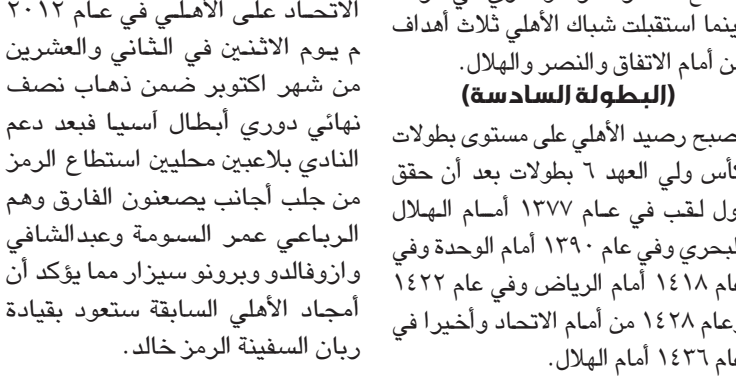 ينما استقبلت شباك الأهلي ثلاث أهداف
ن أمام الاتفاق والنصر والهلال.
(البطولة السادسة)
صبح رصيد الأهلي على مستوى بطولات
كأس ولي العهد ٦ بطولات بعد أن حقق
ول لقب في عام ١٣٧٧ أمام الهلال
لبحري وفي عام ١٣٩٠ أمام الوحدة وفي
عام ١٤١٨ أمام الرياض وفي عام ١٤٢٢
وعام ١٤٢٨ من أمام الاتحاد وأخيرا في
عام ١٤٣٦ أمام الهلال.
الاتحاد على الأهلي في عام ٢٠١٢
م يوم الاثنين في الثاني والعشرين
من شهر اكتوبر ضمن ذهاب نصف
نهائي دوري أبطال آسيا فبعد دعم
النادي بلاعبين محليين استطاع الرمز
من جلب أجانب يصنعون الفارق وهم
الرباعي عمر السومة وعبدالشافي
وازوفالدو وبرونو سيزار مما يؤكد أن
أمجاد الأهلي السابقة ستعود بقيادة
ربان السفينة الرمز خالد.